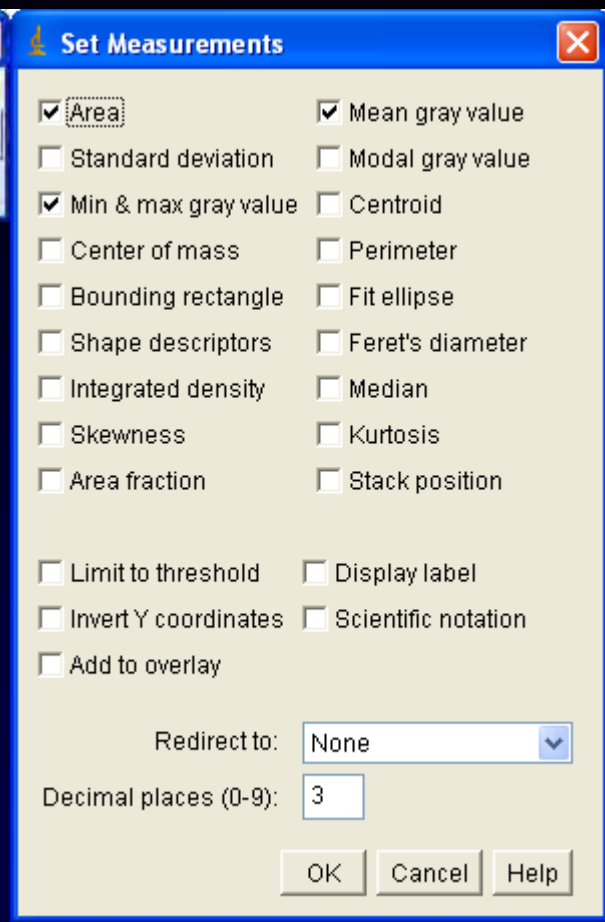 Set Measurements
Area Mean gray value
Standard deviation Modal gray value
Min & max gray value Centroid
Center of mass Perimeter
Bounding rectangle Fit ellipse
Shape descriptors Feret's diameter
Integrated density Median
Skewness Kurtosis
Area fraction Stack position
Limit to threshold Display label
Invert Y coordinates Scientific notation
Add to overlay
Redirect to: None
Decimal places (0-9): 3
OK Cancel Help